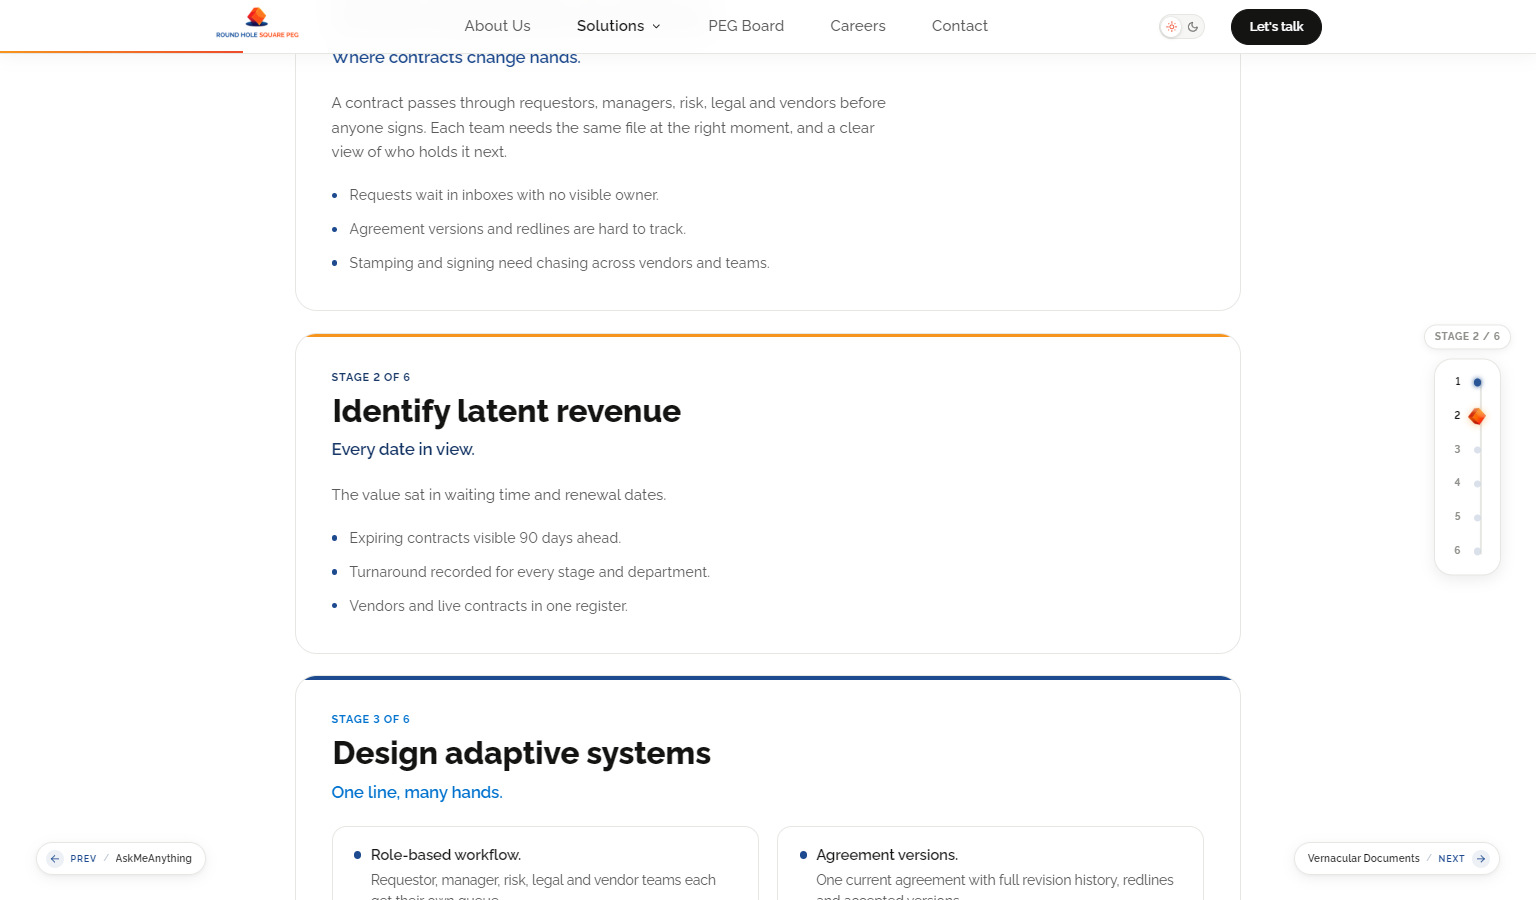 ROUND HOLE SQUARE PEG
About Us
Solutions
PEG Board
Careers
Contact
Let's talk
Where contracts change hands.
A contract passes through requestors, managers, risk, legal and vendors before
anyone signs. Each team needs the same file at the right moment, and a clear
view of who holds it next.
Requests wait in inboxes with no visible owner.
Agreement versions and redlines are hard to track.
Stamping and signing need chasing across vendors and teams.
STAGE 2 OF 6
Identify latent revenue
Every date in view.
The value sat in waiting time and renewal dates.
Expiring contracts visible 90 days ahead.
Turnaround recorded for every stage and department.
Vendors and live contracts in one register.
STAGE 3 OF 6
Design adaptive systems
One line, many hands.
Role-based workflow.
Requestor, manager, risk, legal and vendor teams each
get their own queue.
Agreement versions.
One current agreement with full revision history, redlines
and accepted versions.
STAGE 2 / 6
1
2
3
4
5
6
← PREV / AskMeAnything
Vernacular Documents / NEXT →